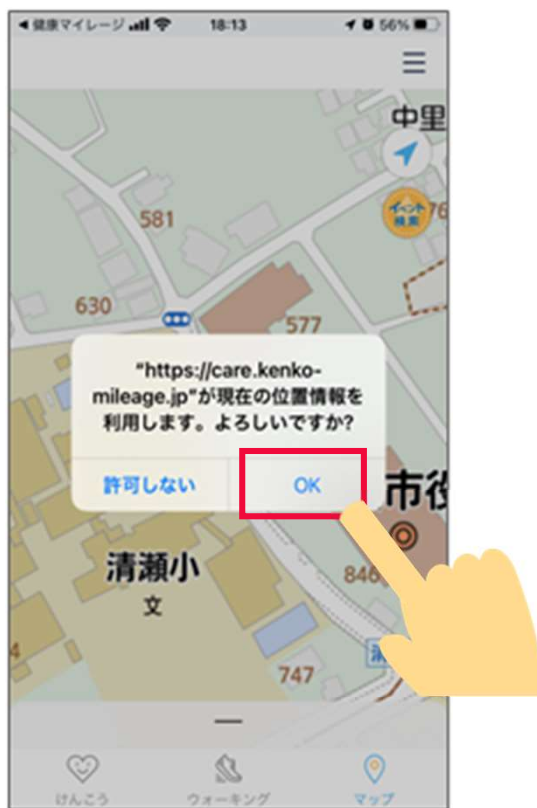 ◀健康マイレージ 18:13 56%
中里
イベント
検索
76
581
630
577
"https://care.kenko-
mileage.jp"が現在の位置情報を
利用します。よろしいですか?
許可しない OK
市役
清瀬小
文
846
4
747
けんこう ウォーキング マップ